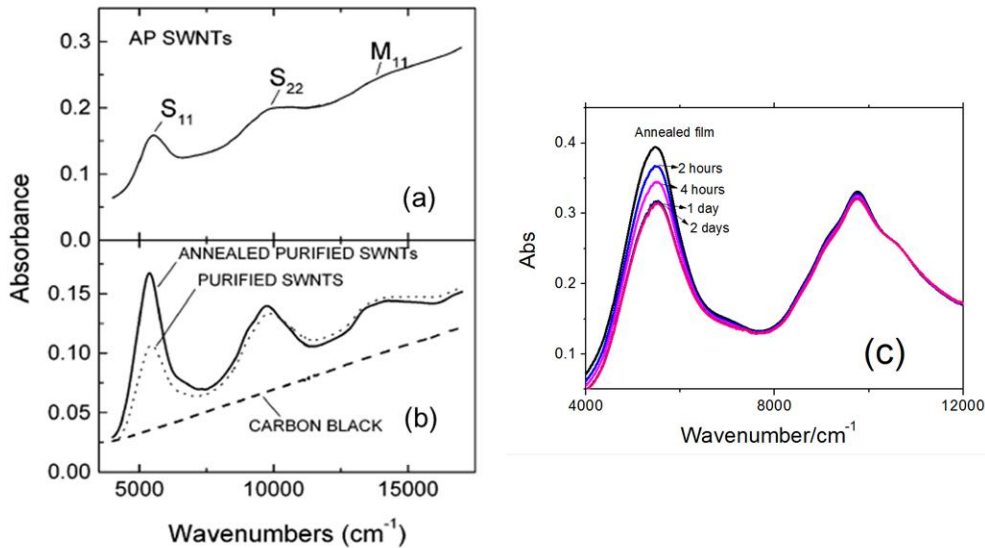 AP SWNTs
S11
S22
M11
0.3
0.2
0.1
0.0
(a)
ANNEALED PURIFIED SWNTs
PURIFIED SWNTS
CARBON BLACK
0.15
0.10
0.05
0.00
(b)
5000 10000 15000
Absorbance
Wavenumbers (cm-1)
Annealed film
2 hours
4 hours
1 day
2 days
0.4
0.3
0.2
0.1
Abs
(c)
4000 8000 12000
Wavenumber/cm-1